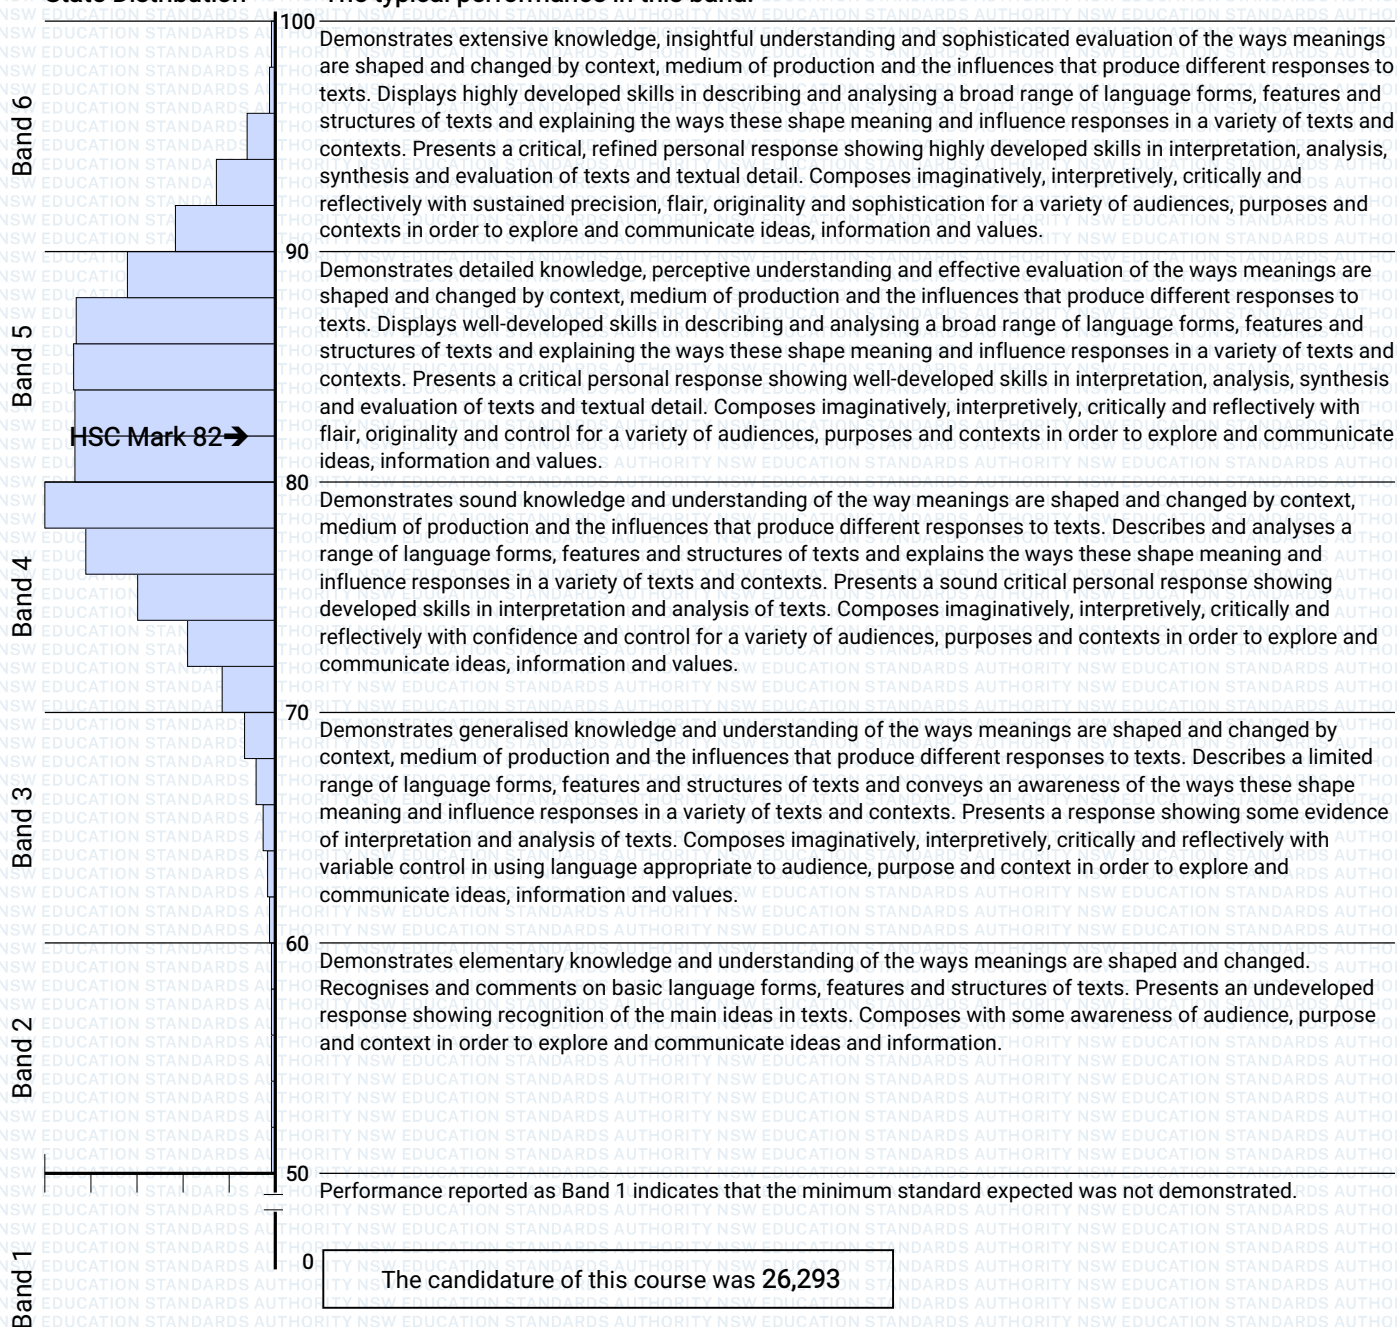 State Distribution
The typical performance in this band:
100
Demonstrates extensive knowledge, insightful understanding and sophisticated evaluation of the ways meanings
are shaped and changed by context, medium of production and the influences that produce different responses to
texts. Displays highly developed skills in describing and analysing a broad range of language forms, features and
structures of texts and explaining the ways these shape meaning and influence responses in a variety of texts and
contexts. Presents a critical, refined personal response showing highly developed skills in interpretation, analysis,
synthesis and evaluation of texts and textual detail. Composes imaginatively, interpretively, critically and
reflectively with sustained precision, flair, originality and sophistication for a variety of audiences, purposes and
contexts in order to explore and communicate ideas, information and values.
Band 6
90
Demonstrates detailed knowledge, perceptive understanding and effective evaluation of the ways meanings are
shaped and changed by context, medium of production and the influences that produce different responses to
texts. Displays well-developed skills in describing and analysing a broad range of language forms, features and
structures of texts and explaining the ways these shape meaning and influence responses in a variety of texts and
contexts. Presents a critical personal response showing well-developed skills in interpretation, analysis, synthesis
and evaluation of texts and textual detail. Composes imaginatively, interpretively, critically and reflectively with
flair, originality and control for a variety of audiences, purposes and contexts in order to explore and communicate
ideas, information and values.
Band 5
HSC Mark 82➔
80
Demonstrates sound knowledge and understanding of the way meanings are shaped and changed by context,
medium of production and the influences that produce different responses to texts. Describes and analyses a
range of language forms, features and structures of texts and explains the ways these shape meaning and
influence responses in a variety of texts and contexts. Presents a sound critical personal response showing
developed skills in interpretation and analysis of texts. Composes imaginatively, interpretively, critically and
reflectively with confidence and control for a variety of audiences, purposes and contexts in order to explore and
communicate ideas, information and values.
Band 4
70
Demonstrates generalised knowledge and understanding of the ways meanings are shaped and changed by
context, medium of production and the influences that produce different responses to texts. Describes a limited
range of language forms, features and structures of texts and conveys an awareness of the ways these shape
meaning and influence responses in a variety of texts and contexts. Presents a response showing some evidence
of interpretation and analysis of texts. Composes imaginatively, interpretively, critically and reflectively with
variable control in using language appropriate to audience, purpose and context in order to explore and
communicate ideas, information and values.
Band 3
60
Demonstrates elementary knowledge and understanding of the ways meanings are shaped and changed.
Recognises and comments on basic language forms, features and structures of texts. Presents an undeveloped
response showing recognition of the main ideas in texts. Composes with some awareness of audience, purpose
and context in order to explore and communicate ideas and information.
Band 2
50
Performance reported as Band 1 indicates that the minimum standard expected was not demonstrated.
Band 1
0
The candidature of this course was 26,293
NSW EDUCATION STANDARDS AUTHORITY